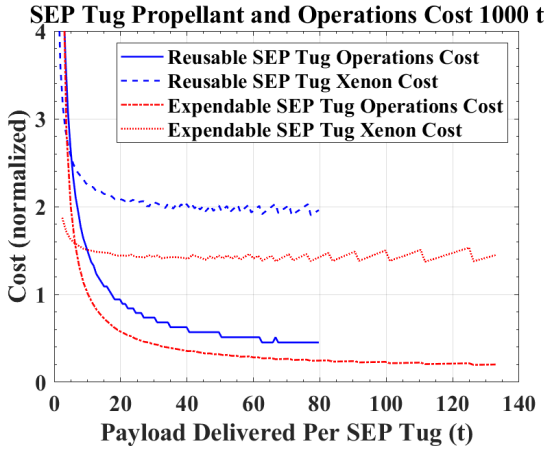 SEP Tug Propellant and Operations Cost 1000 t
4
3
2
1
0
Cost (normalized)
Reusable SEP Tug Operations Cost
Reusable SEP Tug Xenon Cost
Expendable SEP Tug Operations Cost
Expendable SEP Tug Xenon Cost
0 20 40 60 80 100 120 140
Payload Delivered Per SEP Tug (t)